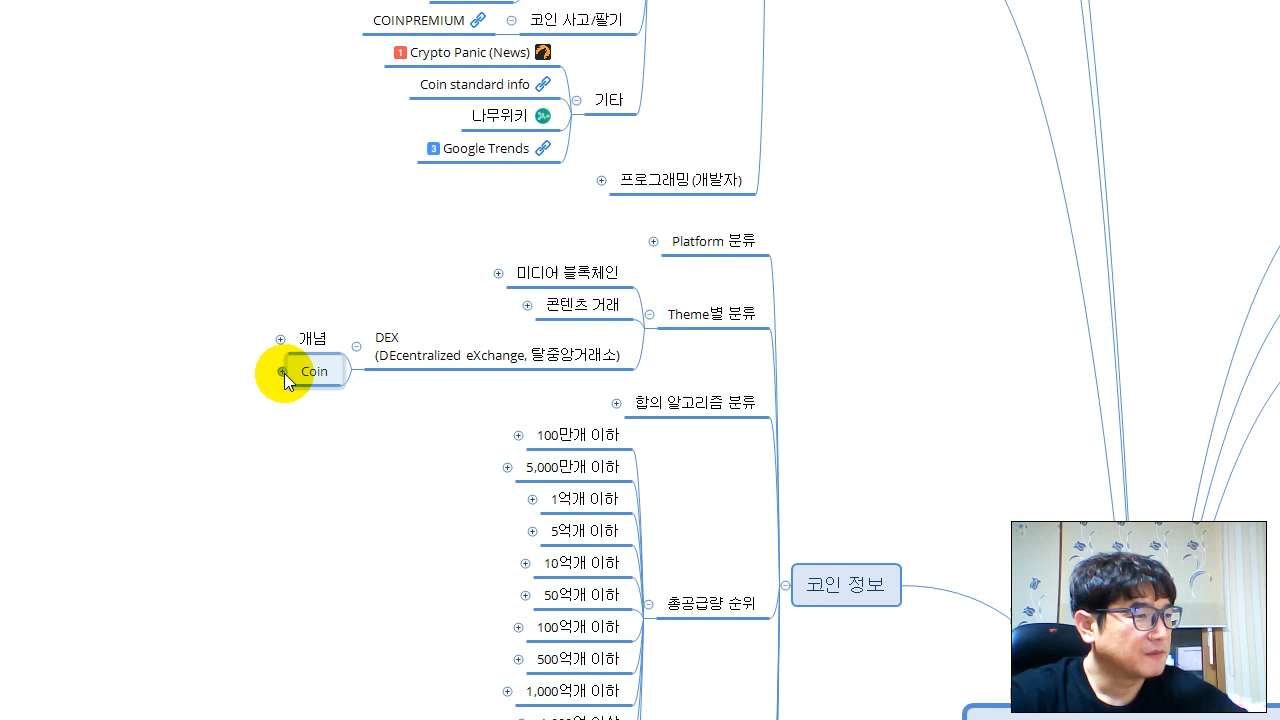 COINPREMIUM
코인 사고/팔기
1 Crypto Panic (News)
Coin standard info
기타
나무위키
3 Google Trends
프로그래밍(개발자)
Platform 분류
미디어 블록체인
콘텐츠 거래
Theme별 분류
개념
DEX
(DEcentralized eXchange, 탈중앙거래소)
Coin
합의 알고리즘 분류
100만개 이하
5,000만개 이하
1억개 이하
5억개 이하
10억개 이하
코인 정보
50억개 이하
총공급량 순위
100억개 이하
500억개 이하
1,000억개 이하